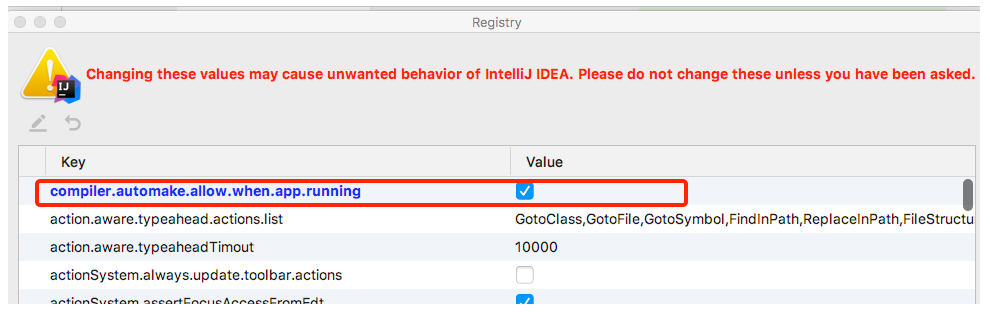 Registry
Changing these values may cause unwanted behavior of IntelliJ IDEA. Please do not change these unless you have been asked.
IJ
Key Value
compiler.automake.allow.when.app.running
action.aware.typeahead.actions.list GotoClass,GotoFile,GotoSymbol,FindInPath,ReplaceInPath,FileStructu
action.aware.typeaheadTimout 10000
actionSystem.always.update.toolbar.actions
actionSystem.assertFocusAccessFromEdt